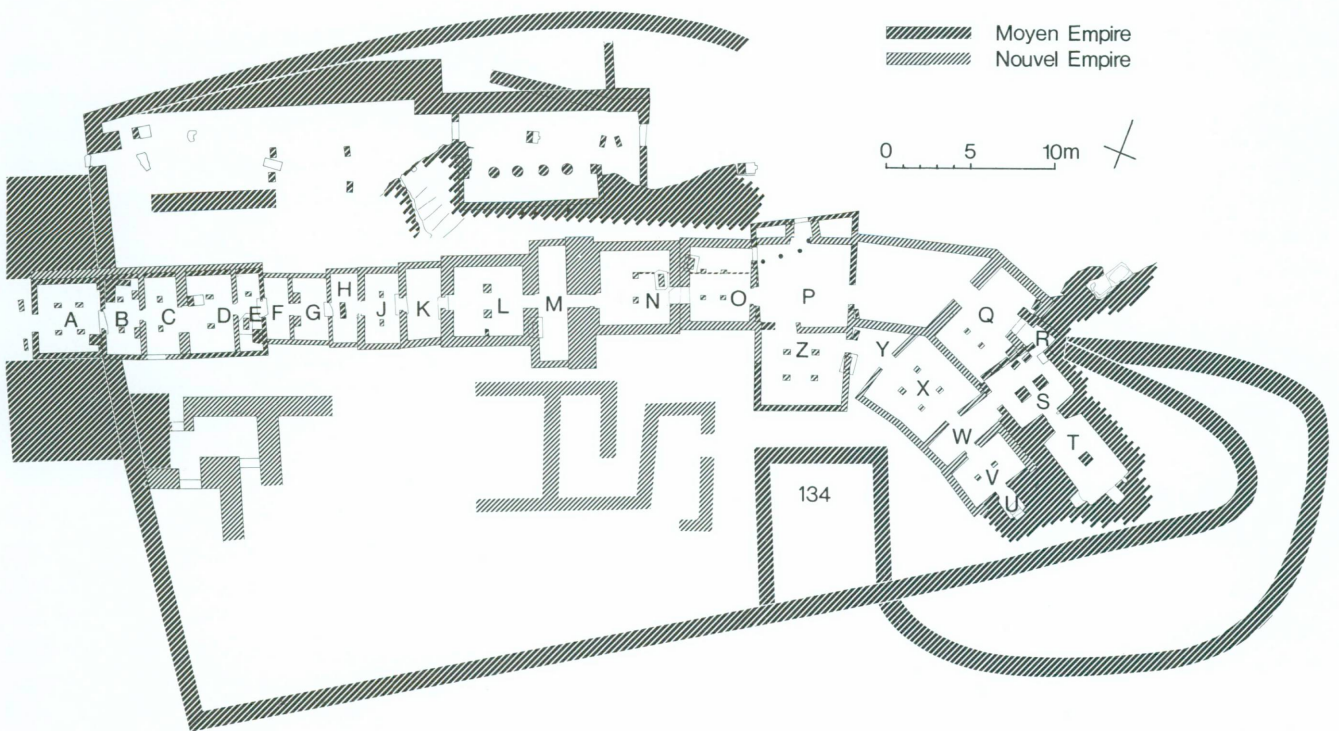 Moyen Empire
Nouvel Empire
0 5 10m
A B C D E F G H J K L M N O P Q R S T U V W X Y Z
134